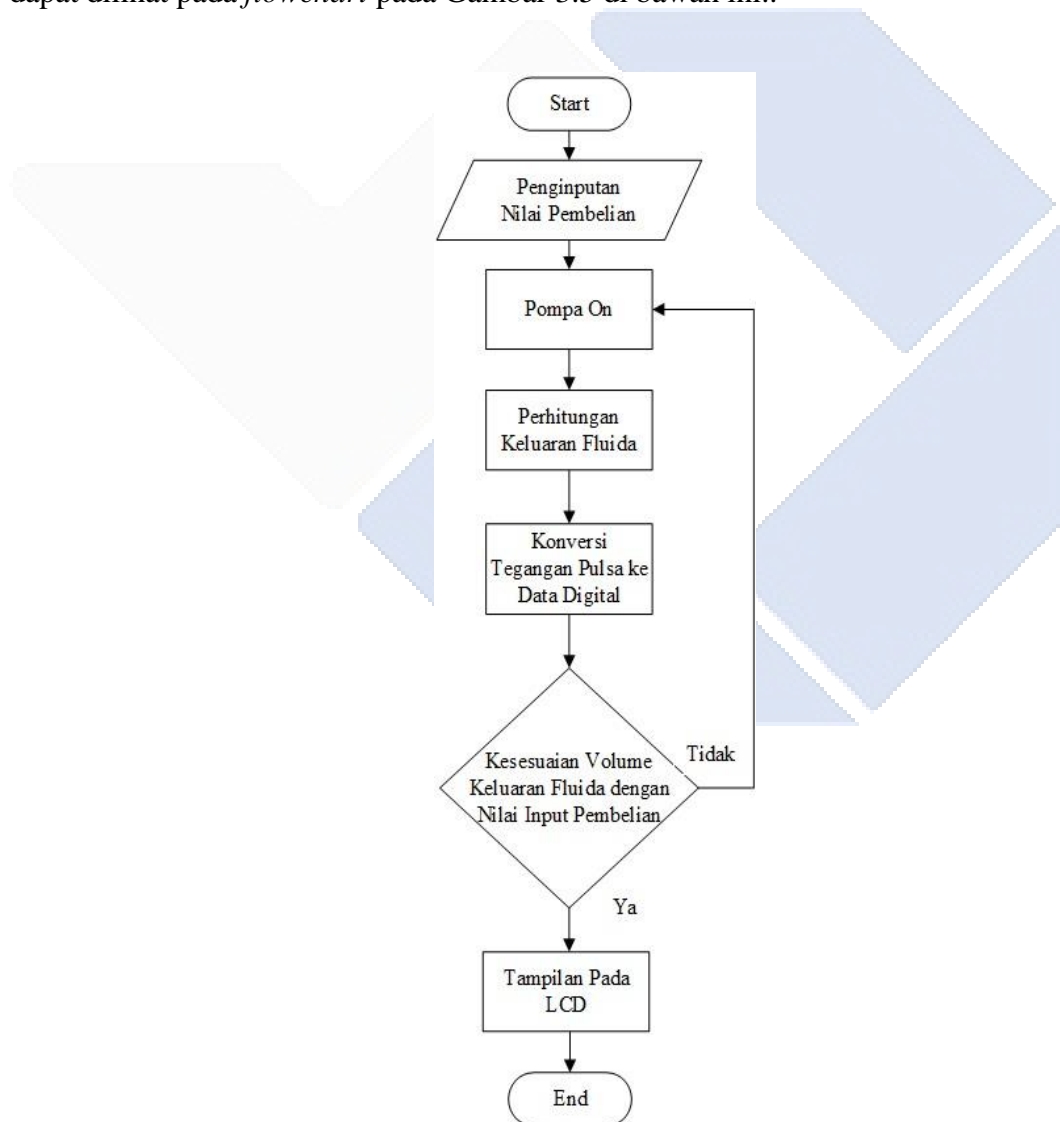 dapat dilihat pada flowchart pada Gambar di bawah ini..
Start
Penginputan
Nilai Pembelian
Pompa On
Perhitungan
Keluaran Fluida
Konversi
Tegangan Pulsa ke
Data Digital
Kesesuaian Volume
Keluaran Fluida dengan
Nilai Input Pembelian
Tidak
Ya
Tampilan Pada
LCD
End